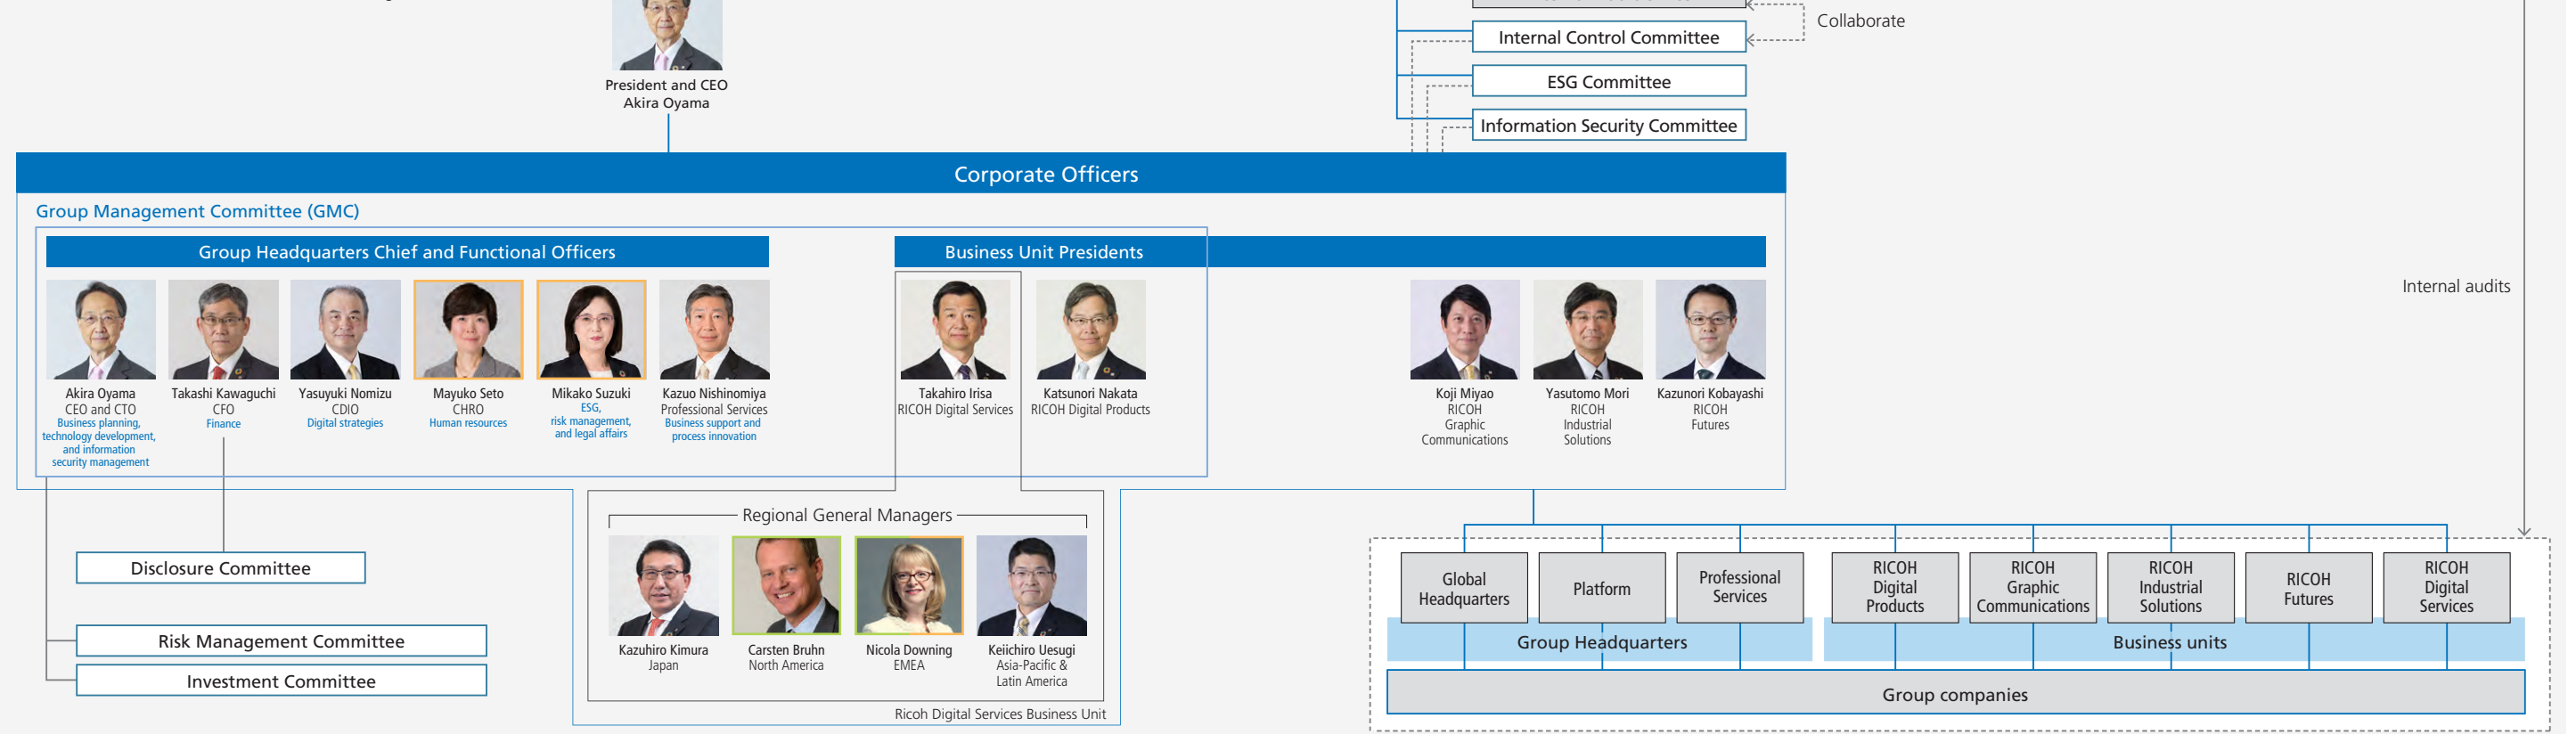 President and CEO
Akira Oyama
Collaborate
Internal Control Committee
ESG Committee
Information Security Committee
Corporate Officers
Group Management Committee (GMC)
Group Headquarters Chief and Functional Officers
Business Unit Presidents
Akira Oyama
CEO and CTO
Business planning,
technology development,
and information
security management
Takashi Kawaguchi
CFO
Finance
Yasuyuki Nomizu
CDIO
Digital strategies
Mayuko Seto
CHRO
Human resources
Mikako Suzuki
ESG,
risk management,
and legal affairs
Kazuo Nishinomiya
Professional Services
Business support and
process innovation
Takahiro Irisa
RICOH Digital Services
Katsunori Nakata
RICOH Digital Products
Koji Miyao
RICOH
Graphic
Communications
Yasutomo Mori
RICOH
Industrial
Solutions
Kazunori Kobayashi
RICOH
Futures
Internal audits
Disclosure Committee
Risk Management Committee
Investment Committee
Regional General Managers
Kazuhiro Kimura
Japan
Carsten Bruhn
North America
Nicola Downing
EMEA
Keiichiro Uesugi
Asia-Pacific &
Latin America
Ricoh Digital Services Business Unit
Global
Headquarters
Platform
Professional
Services
RICOH
Digital
Products
RICOH
Graphic
Communications
RICOH
Industrial
Solutions
RICOH
Futures
RICOH
Digital
Services
Group Headquarters
Business units
Group companies